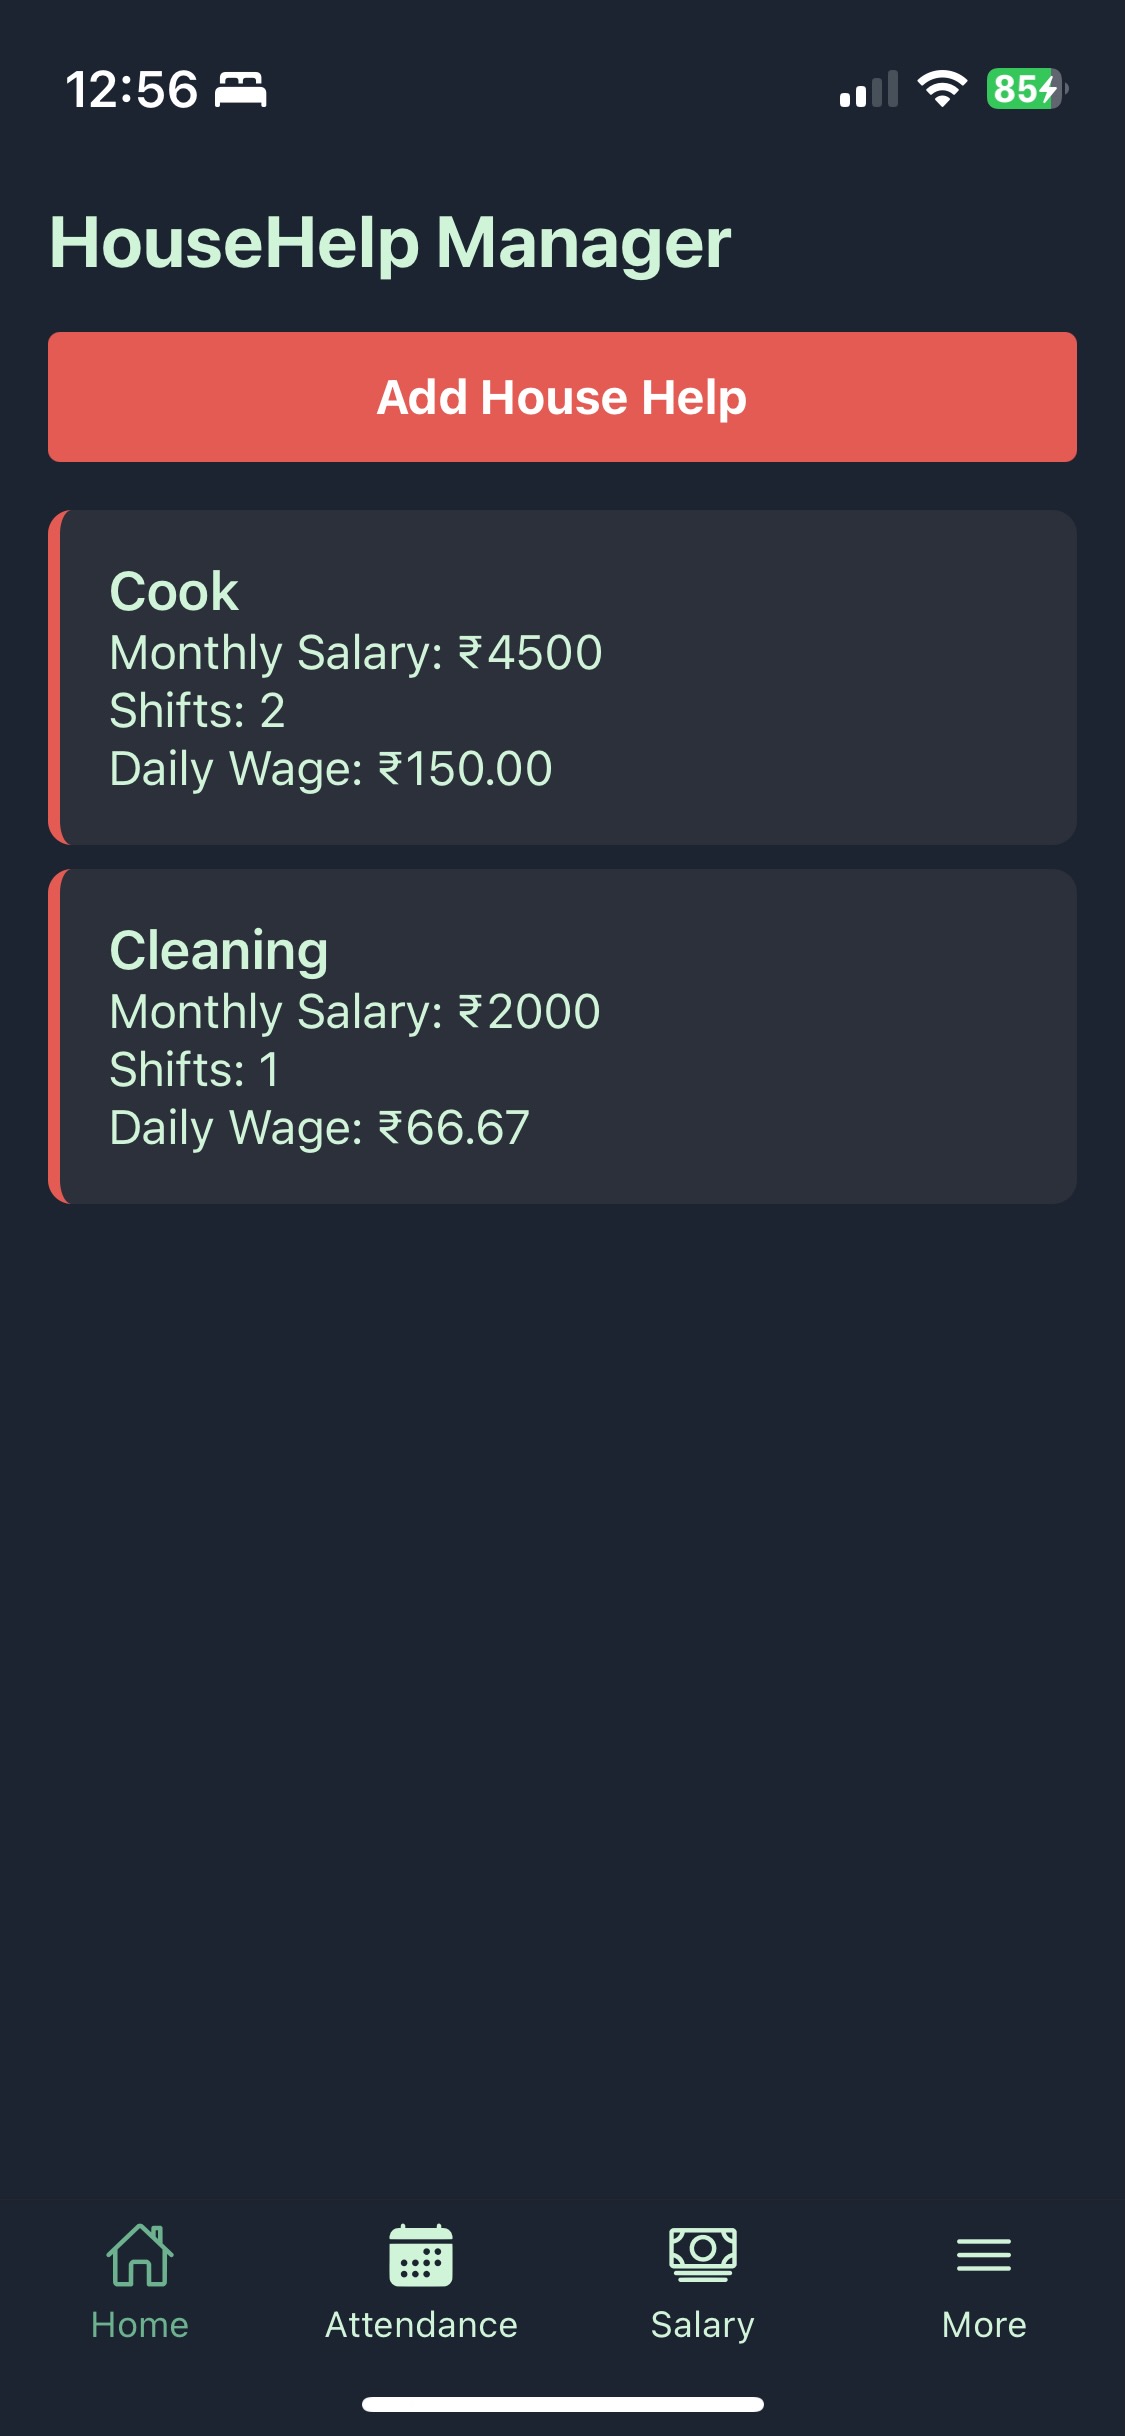 12:56
85
HouseHelp Manager
Add House Help
Cook
Monthly Salary: ₹4500
Shifts: 2
Daily Wage: ₹150.00
Cleaning
Monthly Salary: ₹2000
Shifts: 1
Daily Wage: ₹66.67
Home
Attendance
Salary
More